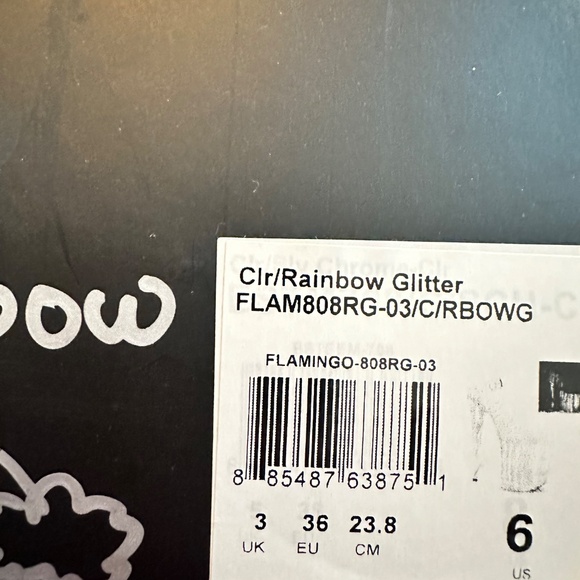 bow
Clr/Rainbow Glitter
FLAM808RG-03/C/RBOWG
FLAMINGO-808RG-03
8 85487 63875 1
3 36 23.8 6
UK EU CM US